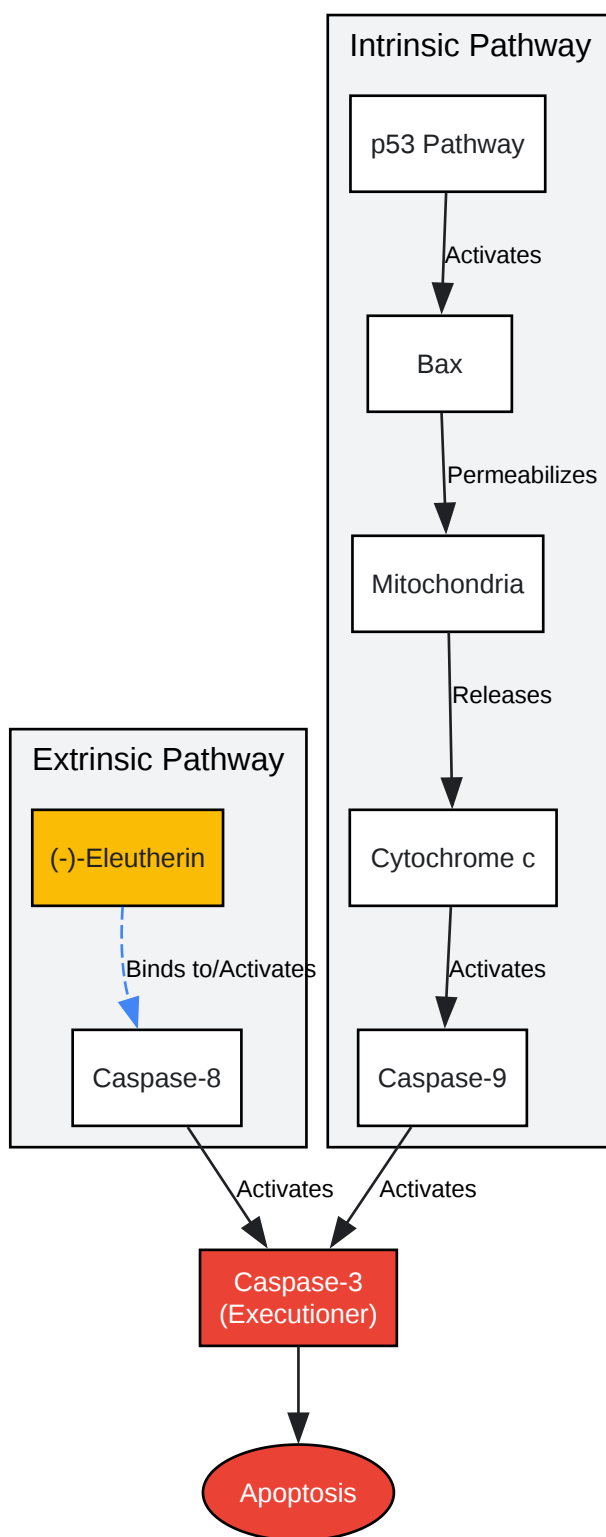 Intrinsic Pathway
p53 Pathway
Activates
Bax
Permeabilizes
Mitochondria
Releases
Extrinsic Pathway
(-)-Eleutherin
Cytochrome c
Binds to/Activates
Activates
Caspase-8
Caspase-9
Activates
Activates
Caspase-3
(Executioner)
Apoptosis